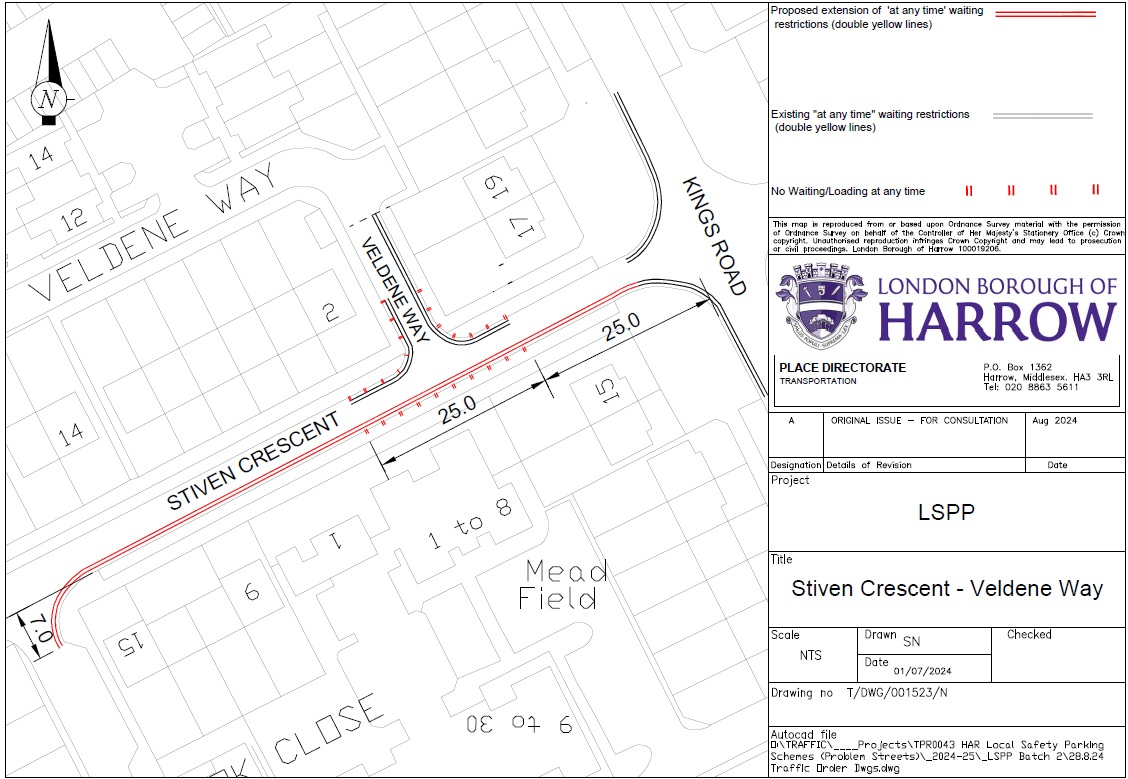 N
14
12
VELDENE WAY
19
17
KINGS ROAD
VELDENE WAY
2
25.0
25.0
15
14
STIVEN CRESCENT
1 to 8
1
Mead
Field
9
7.0
15
9 to 30
CLOSE
Proposed extension of 'at any time' waiting
restrictions (double yellow lines)
Existing "at any time" waiting restrictions
(double yellow lines)
No Waiting/Loading at any time
This map is reproduced from or based upon Ordnance Survey material with the permission
of Ordnance Survey on behalf of the Controller of Her Majesty's Stationery Office (c) Crown
copyright. Unauthorised reproduction infringes Crown Copyright and may lead to prosecution
or civil proceedings. London Borough of Harrow 100019206.
LONDON BOROUGH OF
HARROW
PLACE DIRECTORATE
TRANSPORTATION
P.O. Box 1362
Harrow, Middlesex. HA3 3RL
Tel: 020 8863 5611
A ORIGINAL ISSUE – FOR CONSULTATION Aug 2024
Designation Details of Revision Date
Project
LSPP
Title
Stiven Crescent - Veldene Way
Scale
NTS
Drawn SN
Date 01/07/2024
Checked
Drawing no T/DWG/001523/N
Autocad file
D:\TRAFFIC\____Projects\TPR0043 HAR Local Safety Parking
Schemes (Problem Streets)\_2024-25\_LSPP Batch 2\28.8.24
Traffic Order Dwgs.dwg